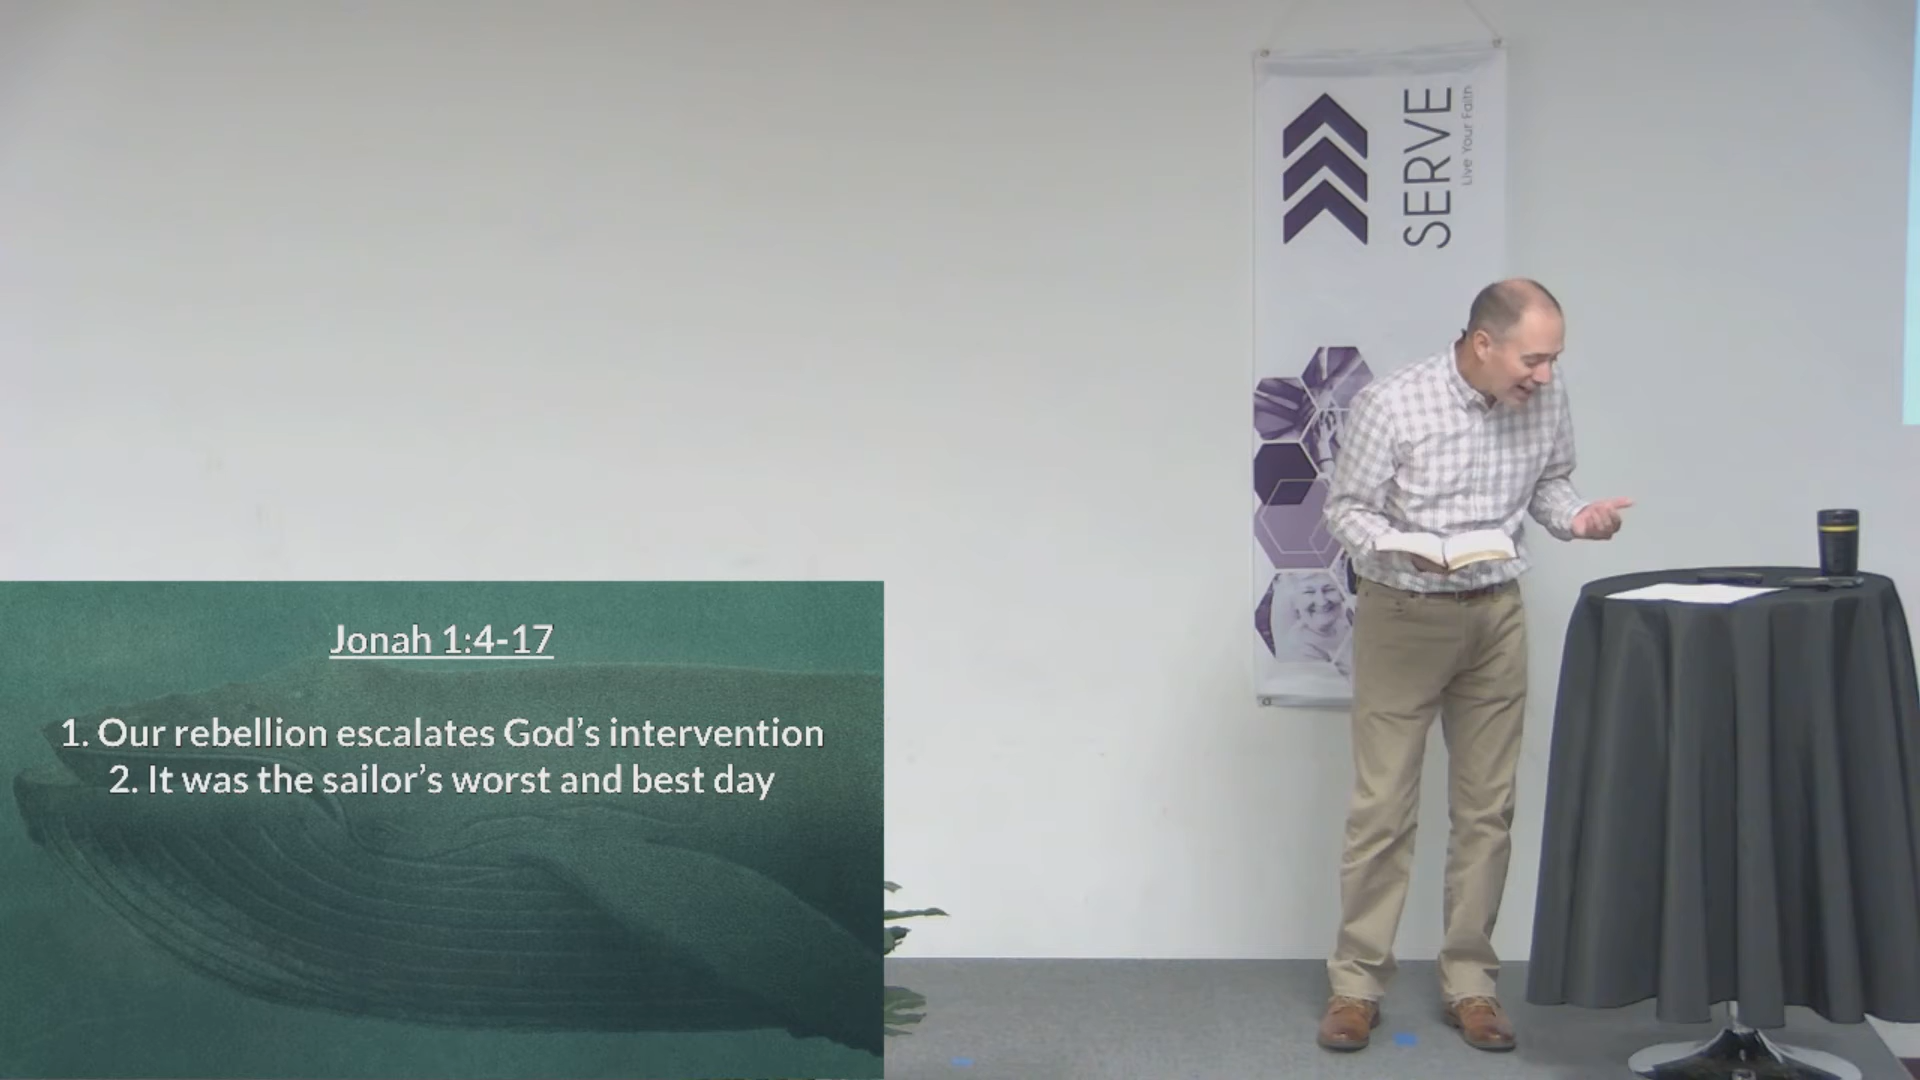 SERVE
Live Your Faith
Jonah 1:4-17
1. Our rebellion escalates God’s intervention
2. It was the sailor’s worst and best day